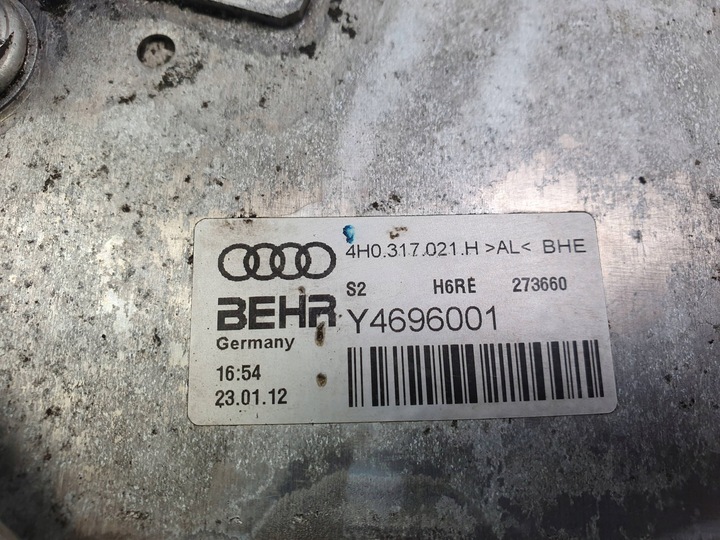 4H0.317.021.H >AL< BHE
S2 H6RE 273660
BEHR Y4696001
Germany
16:54
23.01.12